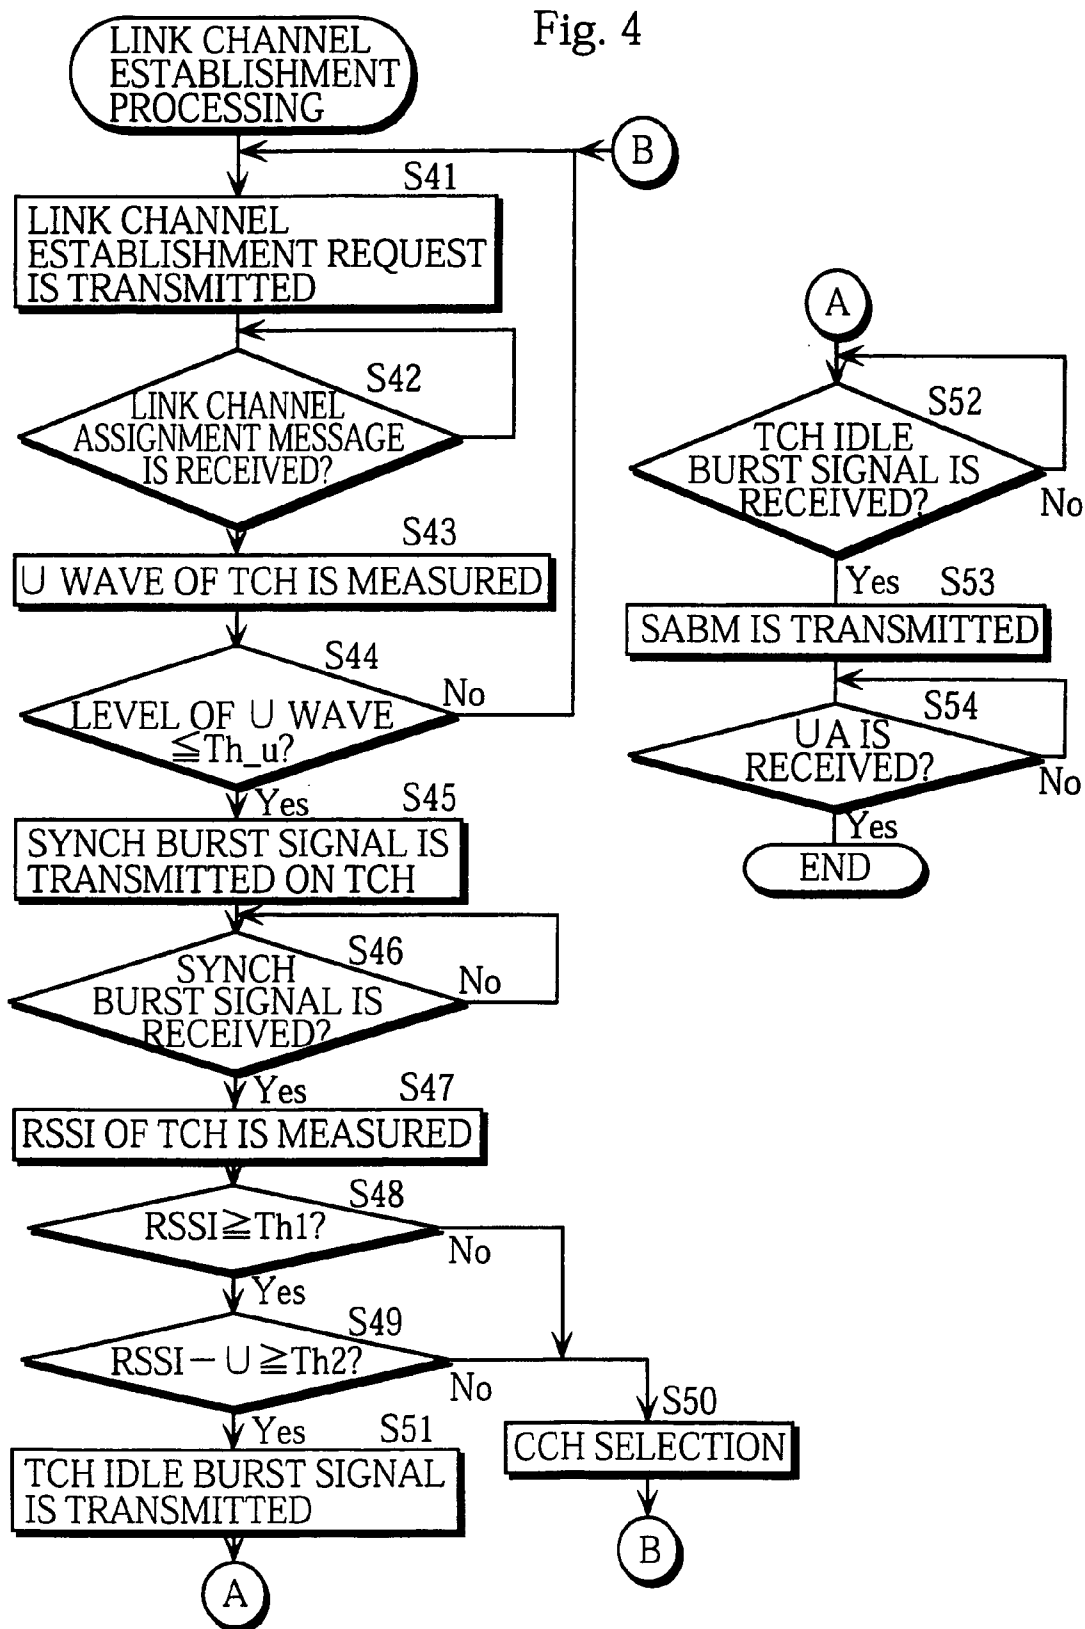 Fig. 4
LINK CHANNEL
ESTABLISHMENT
PROCESSING
B
S41
LINK CHANNEL
ESTABLISHMENT REQUEST
IS TRANSMITTED
S42
LINK CHANNEL
ASSIGNMENT MESSAGE
IS RECEIVED?
S43
U WAVE OF TCH IS MEASURED
S44
LEVEL OF U WAVE
≦Th_u?
No
Yes
S45
SYNCH BURST SIGNAL IS
TRANSMITTED ON TCH
S46
SYNCH
BURST SIGNAL IS
RECEIVED?
No
Yes
S47
RSSI OF TCH IS MEASURED
S48
RSSI≧Th1?
No
Yes
S49
RSSI－U≧Th2?
No
Yes
S50
CCH SELECTION
B
S51
TCH IDLE BURST SIGNAL
IS TRANSMITTED
A
A
S52
TCH IDLE
BURST SIGNAL IS
RECEIVED?
No
Yes
S53
SABM IS TRANSMITTED
S54
UA IS
RECEIVED?
No
Yes
END